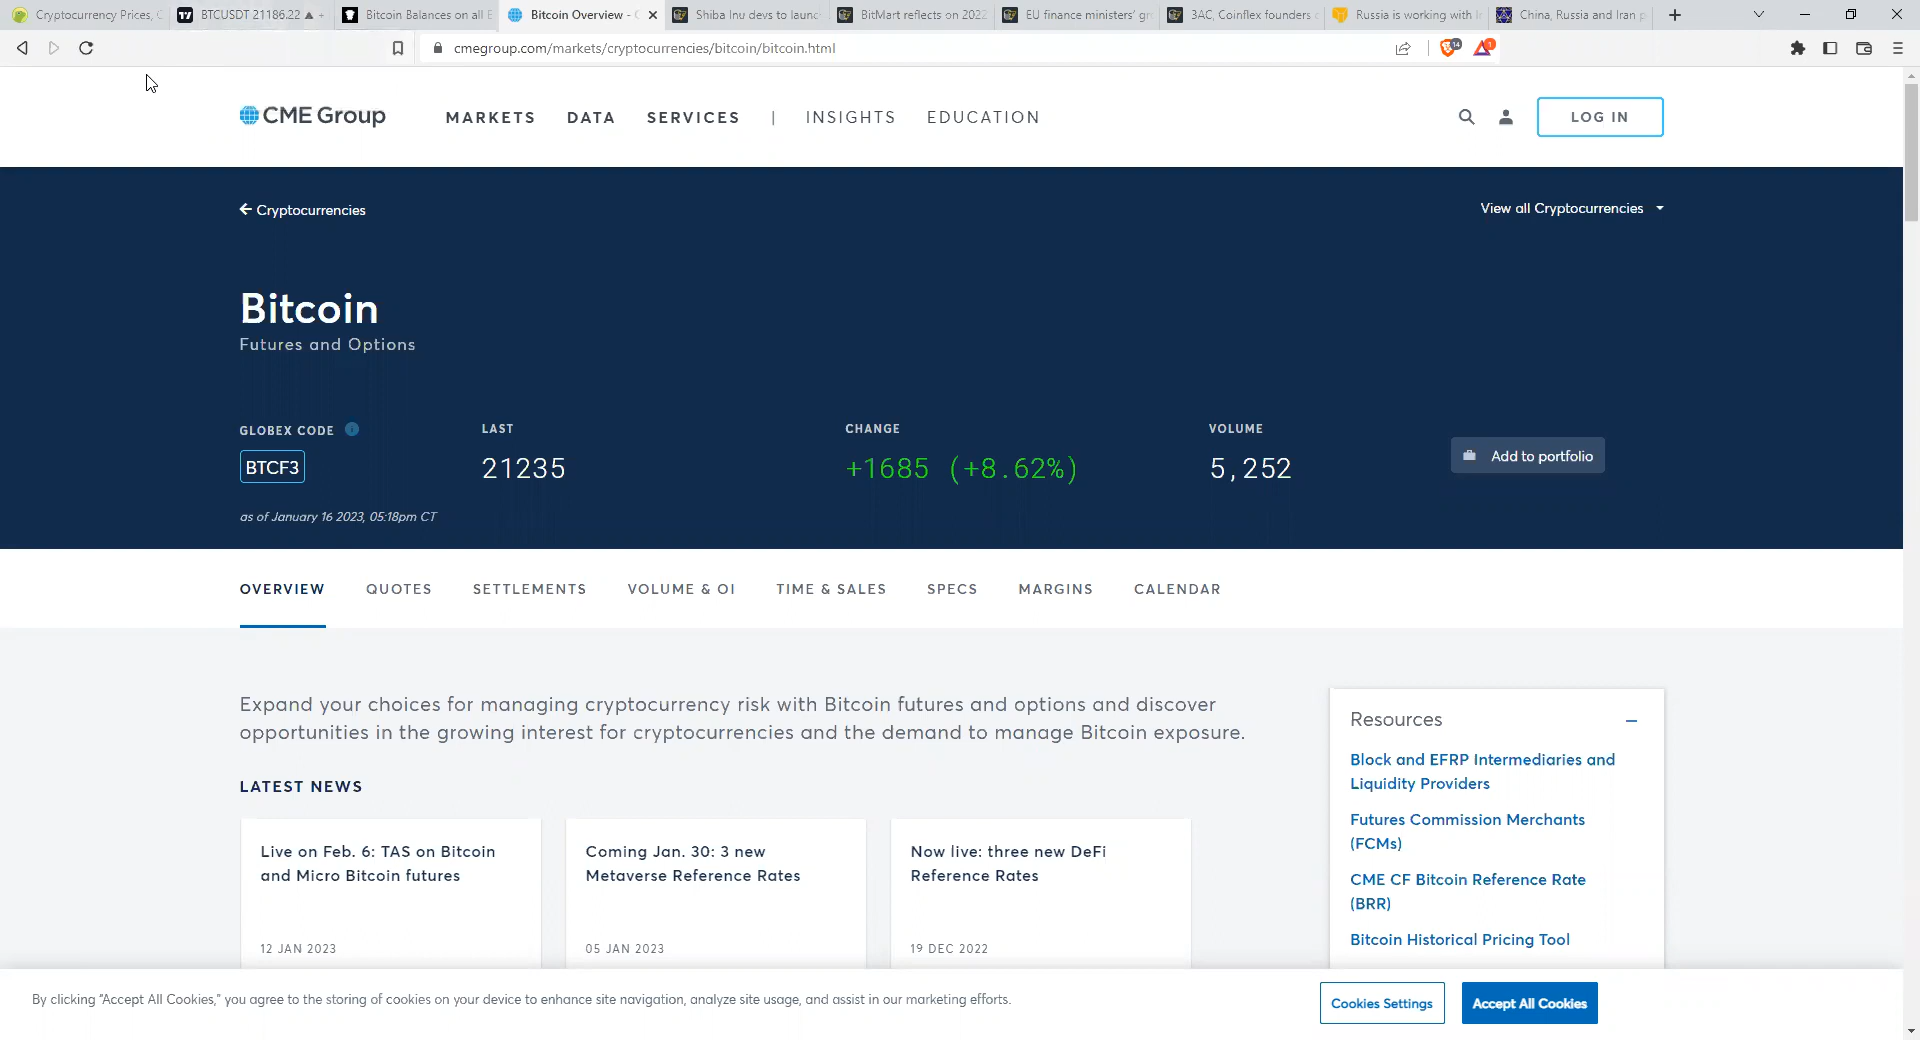 Cryptocurrency Prices, C
BTCUSDT 21186.22 ▲ +
Bitcoin Balances on all E
Bitcoin Overview - C
Shiba Inu devs to launc
BitMart reflects on 2022
EU finance ministers' gr
3AC, Coinflex founders c
Russia is working with I
China, Russia and Iran p
cmegroup.com/markets/cryptocurrencies/bitcoin/bitcoin.html
14
1
CME Group
MARKETS
DATA
SERVICES
|
INSIGHTS
EDUCATION
LOG IN
Cryptocurrencies
View all Cryptocurrencies
Bitcoin
Futures and Options
GLOBEX CODE
LAST
CHANGE
VOLUME
BTCF3
21235
+1685 (+8.62%)
5,252
Add to portfolio
as of January 16 2023, 05:18pm CT
OVERVIEW
QUOTES
SETTLEMENTS
VOLUME & OI
TIME & SALES
SPECS
MARGINS
CALENDAR
Expand your choices for managing cryptocurrency risk with Bitcoin futures and options and discover
opportunities in the growing interest for cryptocurrencies and the demand to manage Bitcoin exposure.
LATEST NEWS
Live on Feb. 6: TAS on Bitcoin
and Micro Bitcoin futures
12 JAN 2023
Coming Jan. 30: 3 new
Metaverse Reference Rates
05 JAN 2023
Now live: three new DeFi
Reference Rates
19 DEC 2022
Resources
Block and EFRP Intermediaries and
Liquidity Providers
Futures Commission Merchants
(FCMs)
CME CF Bitcoin Reference Rate
(BRR)
Bitcoin Historical Pricing Tool
By clicking "Accept All Cookies," you agree to the storing of cookies on your device to enhance site navigation, analyze site usage, and assist in our marketing efforts.
Cookies Settings
Accept All Cookies